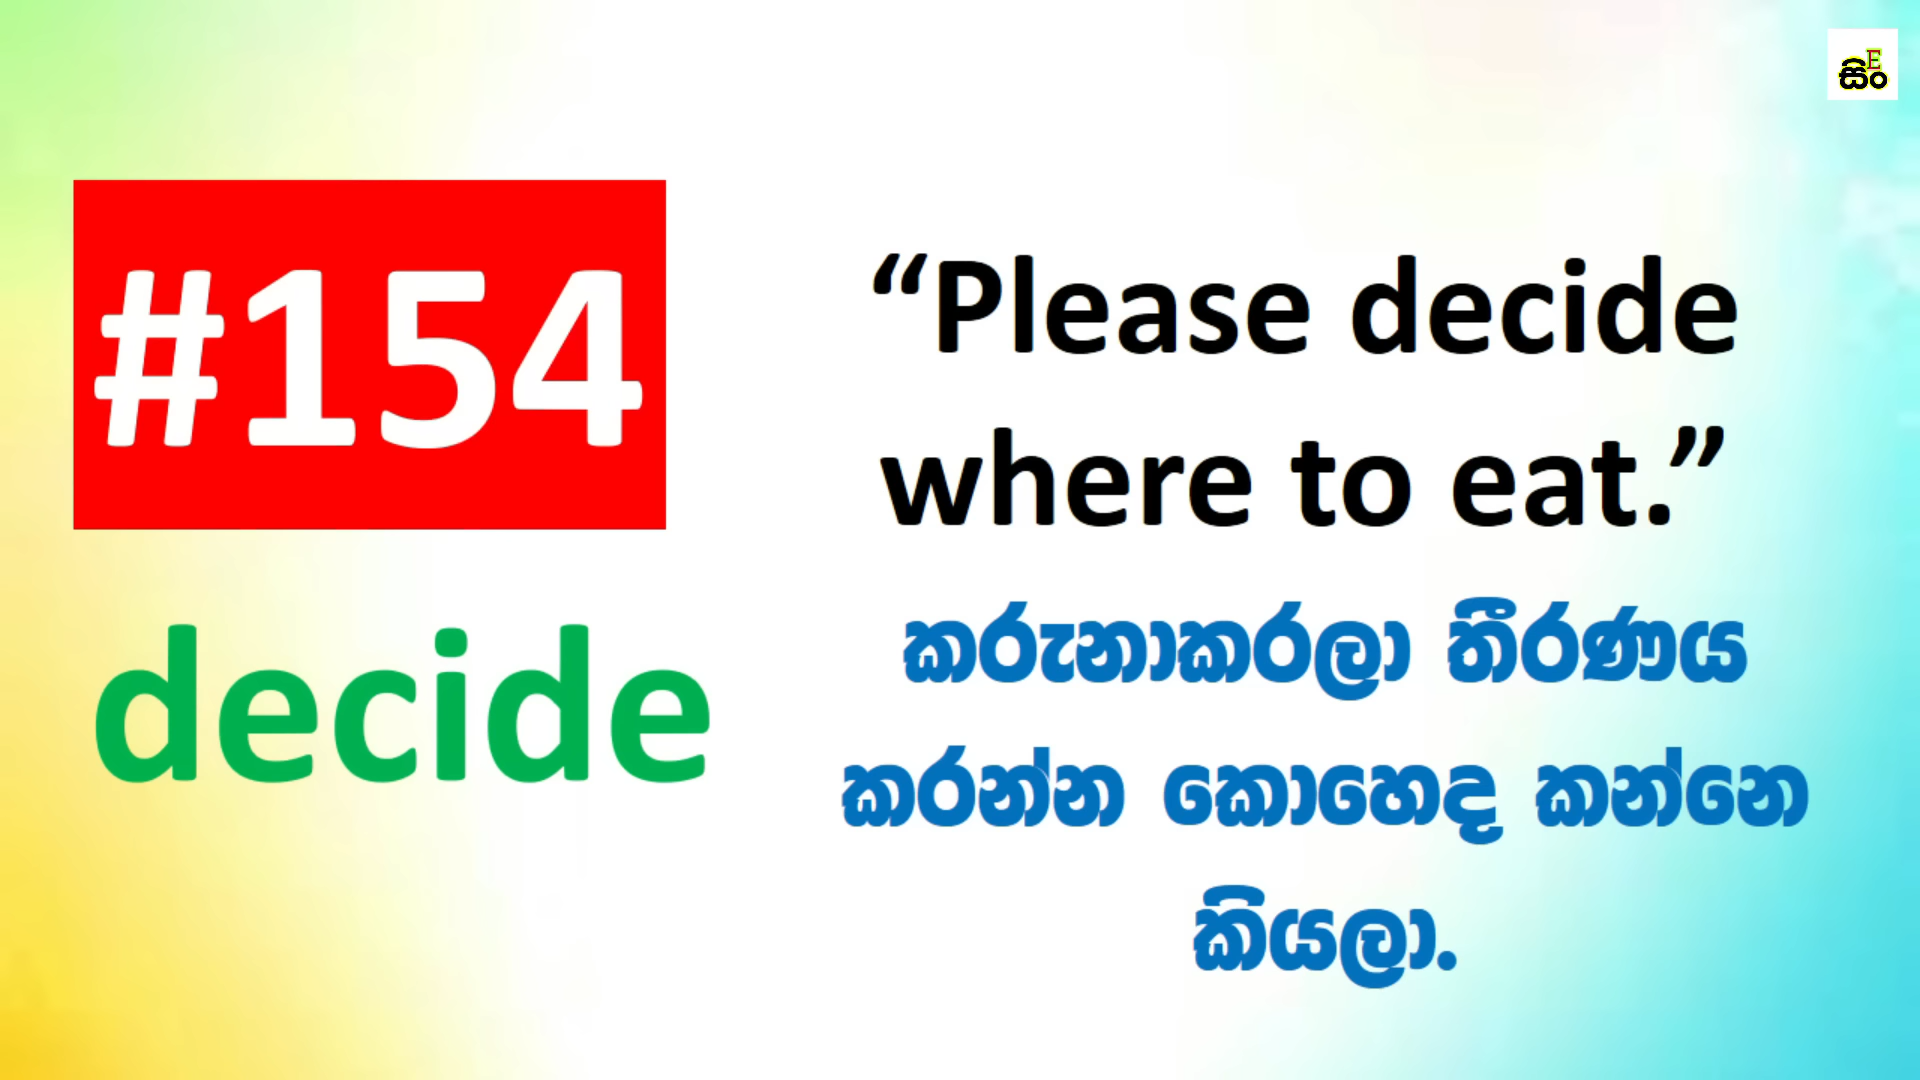 සිං
E
#154
decide
“Please decide
where to eat.”
කරුනාකරලා තීරණය
කරන්න කොහෙද කන්නෙ
කියලා.